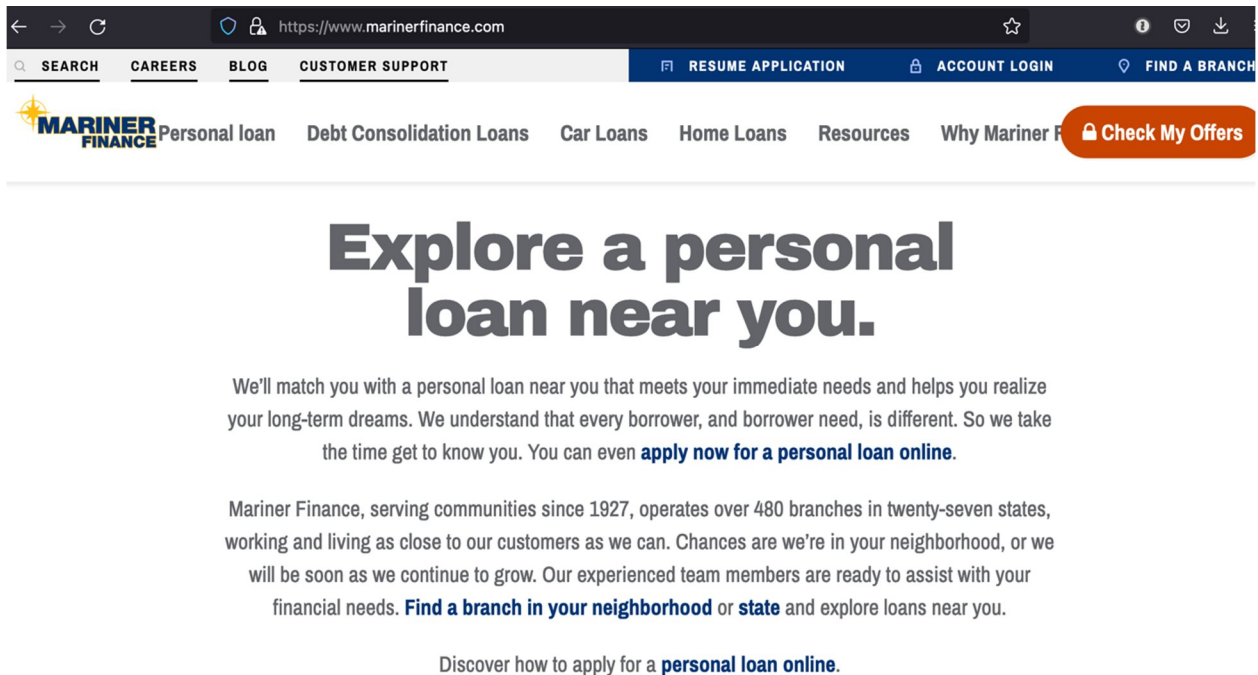 https://www.marinerfinance.com
SEARCH CAREERS BLOG CUSTOMER SUPPORT RESUME APPLICATION ACCOUNT LOGIN FIND A BRANCH
MARINER FINANCE Personal loan Debt Consolidation Loans Car Loans Home Loans Resources Why Mariner F Check My Offers
Explore a personal
loan near you.
We'll match you with a personal loan near you that meets your immediate needs and helps you realize
your long-term dreams. We understand that every borrower, and borrower need, is different. So we take
the time get to know you. You can even apply now for a personal loan online.
Mariner Finance, serving communities since 1927, operates over 480 branches in twenty-seven states,
working and living as close to our customers as we can. Chances are we're in your neighborhood, or we
will be soon as we continue to grow. Our experienced team members are ready to assist with your
financial needs. Find a branch in your neighborhood or state and explore loans near you.
Discover how to apply for a personal loan online.